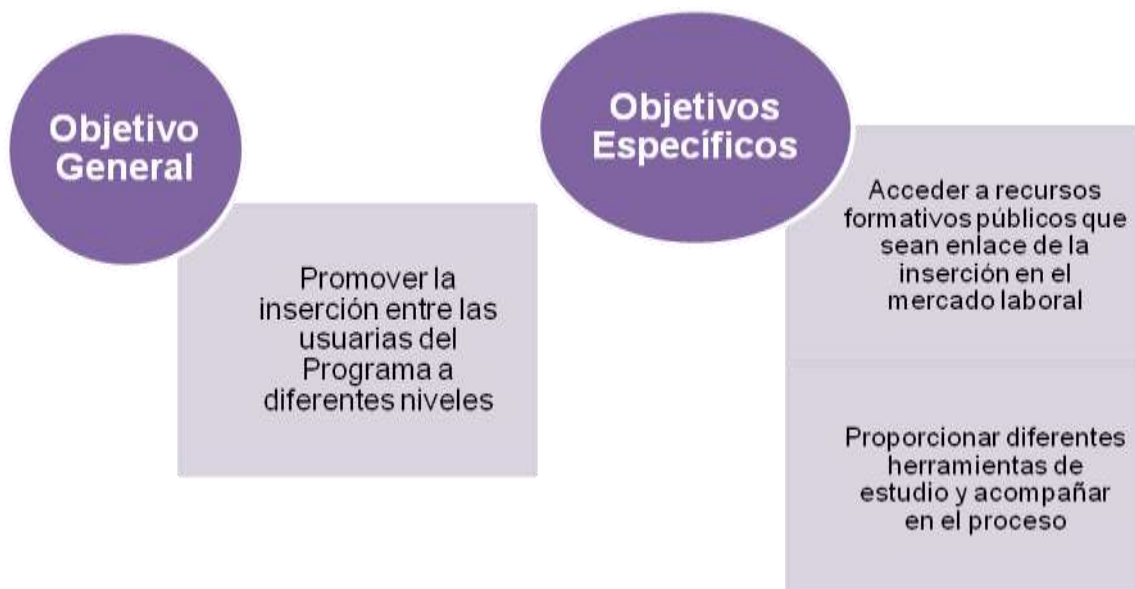 Objetivo
General
Promover la
inserción entre las
usuarias del
Programa a
diferentes niveles
Objetivos
Específicos
Acceder a recursos
formativos públicos que
sean enlace de la
inserción en el
mercado laboral
Proporcionar diferentes
herramientas de
estudio y acompañar
en el proceso